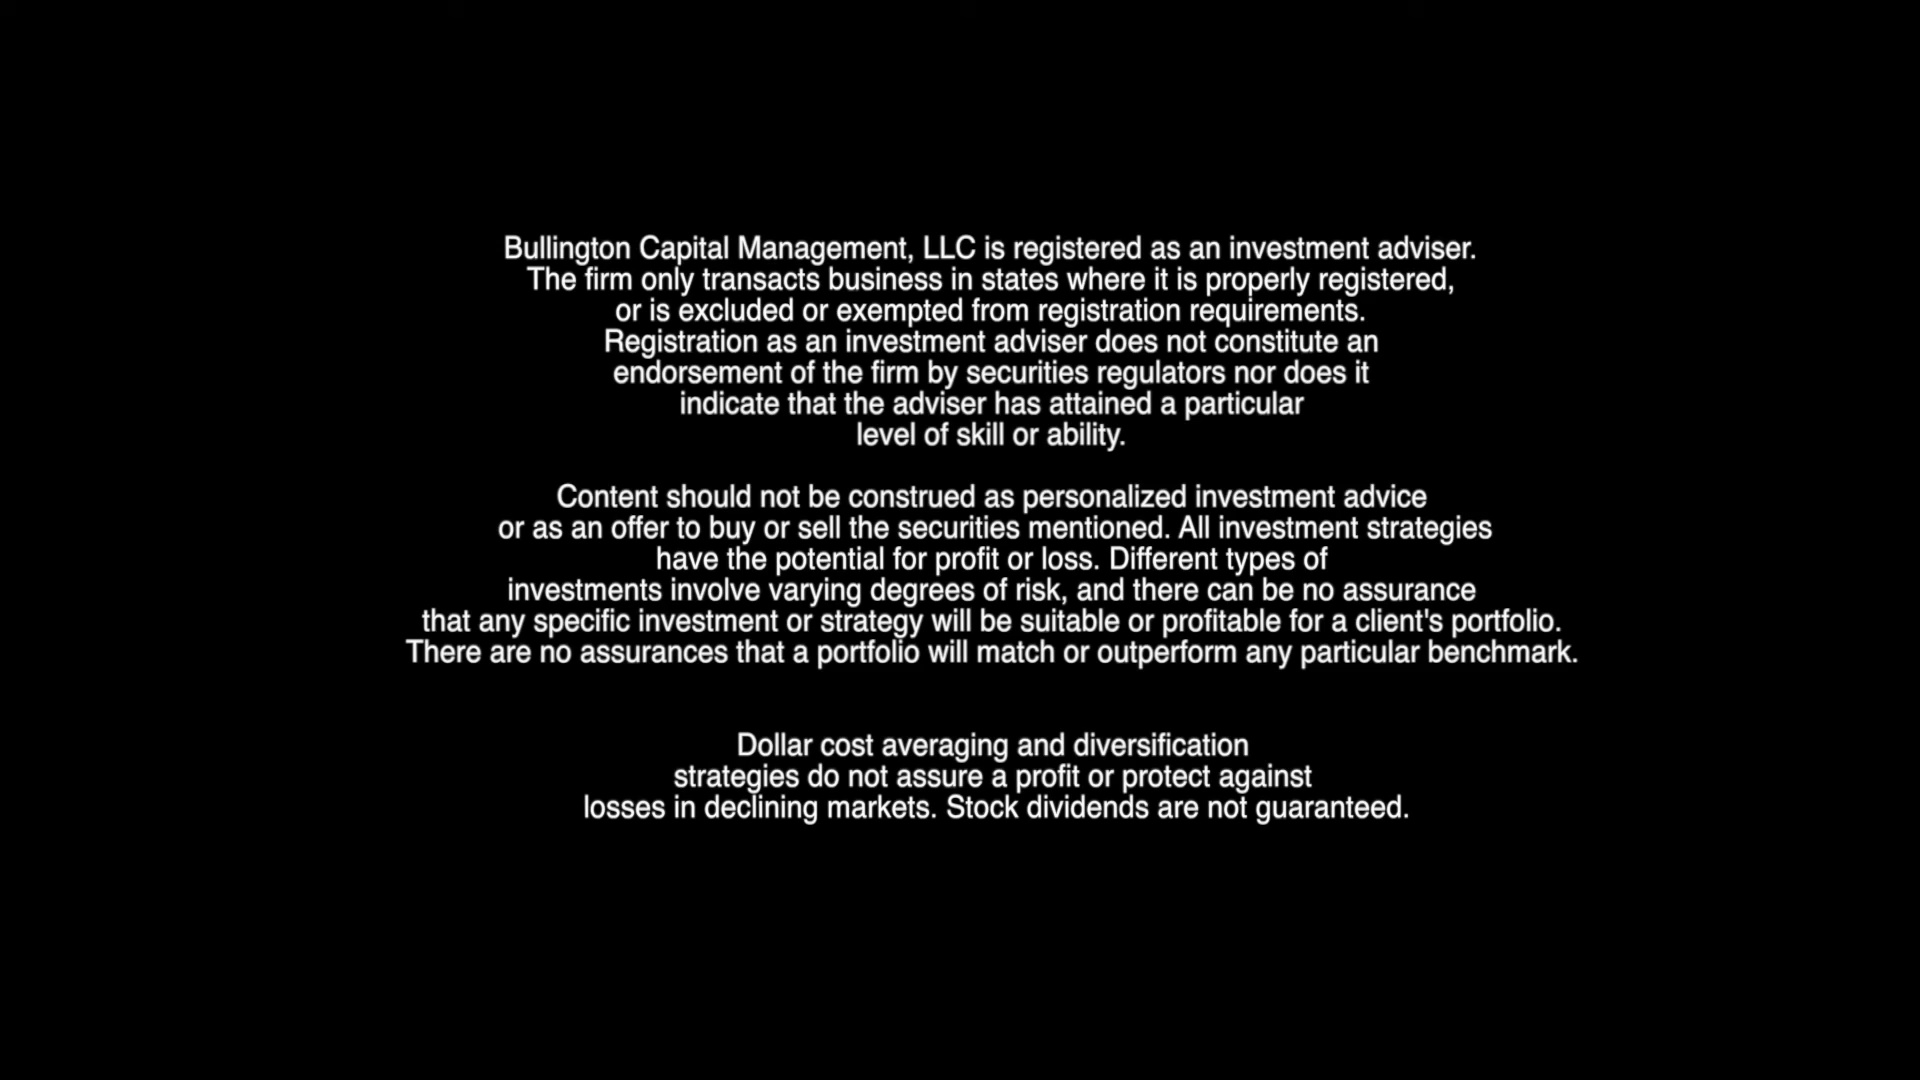 Bullington Capital Management, LLC is registered as an investment adviser.
The firm only transacts business in states where it is properly registered,
or is excluded or exempted from registration requirements.
Registration as an investment adviser does not constitute an
endorsement of the firm by securities regulators nor does it
indicate that the adviser has attained a particular
level of skill or ability.
Content should not be construed as personalized investment advice
or as an offer to buy or sell the securities mentioned. All investment strategies
have the potential for profit or loss. Different types of
investments involve varying degrees of risk, and there can be no assurance
that any specific investment or strategy will be suitable or profitable for a client's portfolio.
There are no assurances that a portfolio will match or outperform any particular benchmark.
Dollar cost averaging and diversification
strategies do not assure a profit or protect against
losses in declining markets. Stock dividends are not guaranteed.